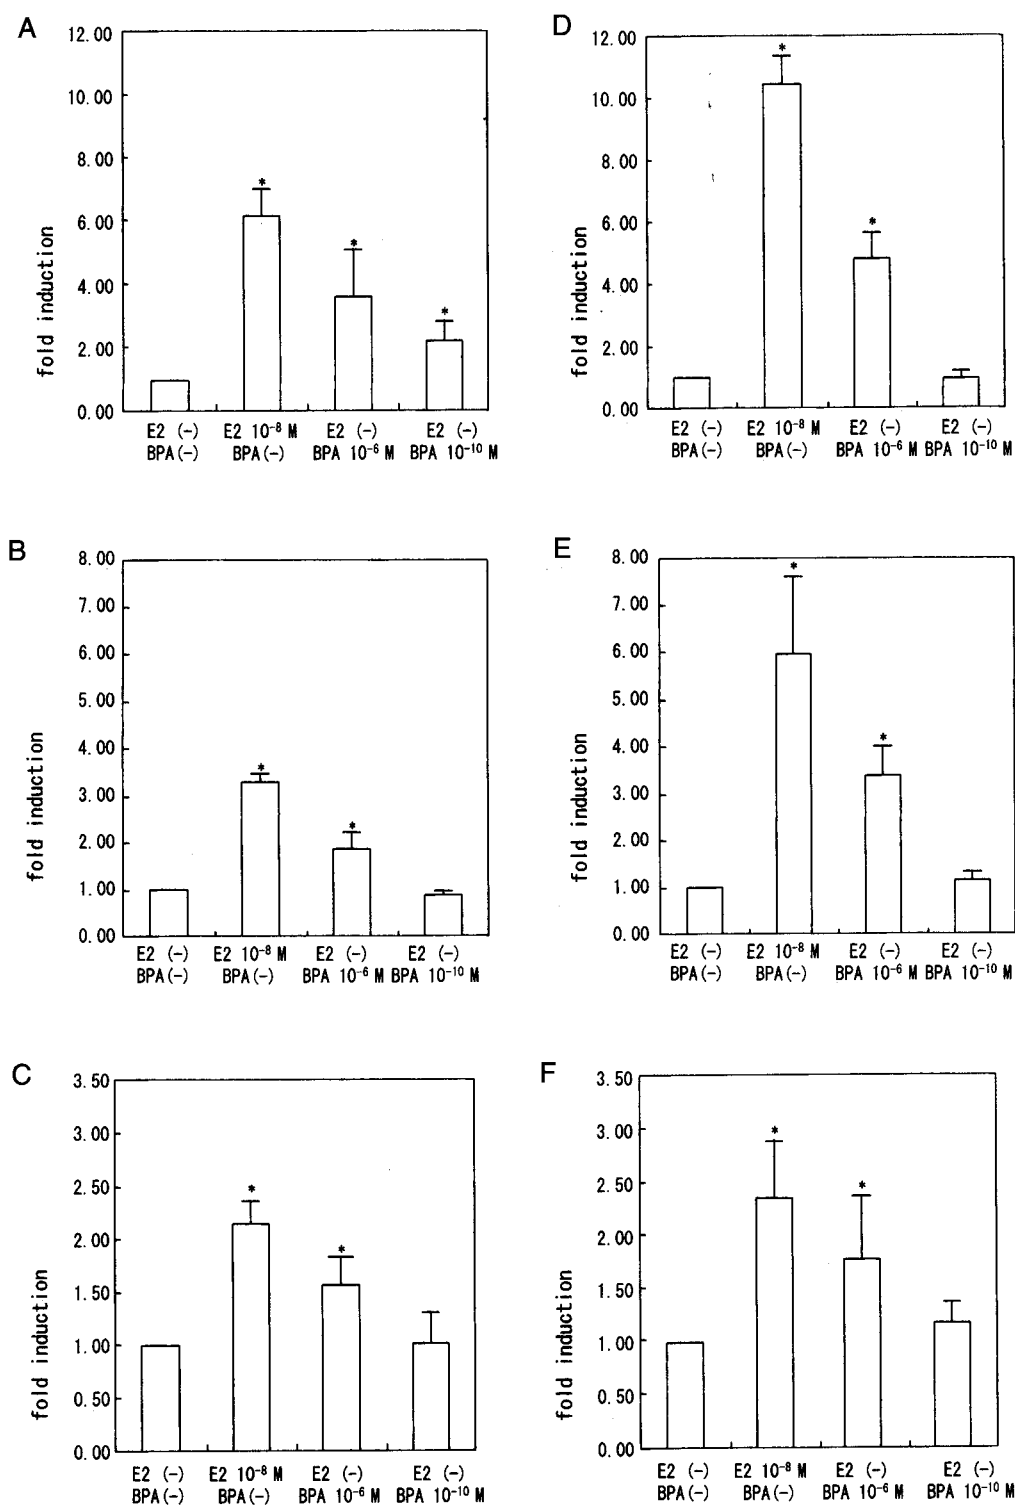 A
12.00
10.00
8.00
6.00
4.00
2.00
0.00
fold induction
*
*
*
E2 (-) E2 10⁻⁸ M E2 (-) E2 (-)
BPA(-) BPA(-) BPA 10⁻⁶ M BPA 10⁻¹⁰ M
D
12.00
10.00
8.00
6.00
4.00
2.00
0.00
fold induction
*
*
E2 (-) E2 10⁻⁸ M E2 (-) E2 (-)
BPA(-) BPA(-) BPA 10⁻⁶ M BPA 10⁻¹⁰ M
B
8.00
7.00
6.00
5.00
4.00
3.00
2.00
1.00
0.00
fold induction
*
*
E2 (-) E2 10⁻⁸ M E2 (-) E2 (-)
BPA(-) BPA(-) BPA 10⁻⁶ M BPA 10⁻¹⁰ M
E
8.00
7.00
6.00
5.00
4.00
3.00
2.00
1.00
0.00
fold induction
*
*
E2 (-) E2 10⁻⁸ M E2 (-) E2 (-)
BPA(-) BPA(-) BPA 10⁻⁶ M BPA 10⁻¹⁰ M
C
3.50
3.00
2.50
2.00
1.50
1.00
0.50
0.00
fold induction
*
*
E2 (-) E2 10⁻⁸ M E2 (-) E2 (-)
BPA(-) BPA(-) BPA 10⁻⁶ M BPA 10⁻¹⁰ M
F
3.50
3.00
2.50
2.00
1.50
1.00
0.50
0.00
fold induction
*
*
E2 (-) E2 10⁻⁸ M E2 (-) E2 (-)
BPA(-) BPA(-) BPA 10⁻⁶ M BPA 10⁻¹⁰ M